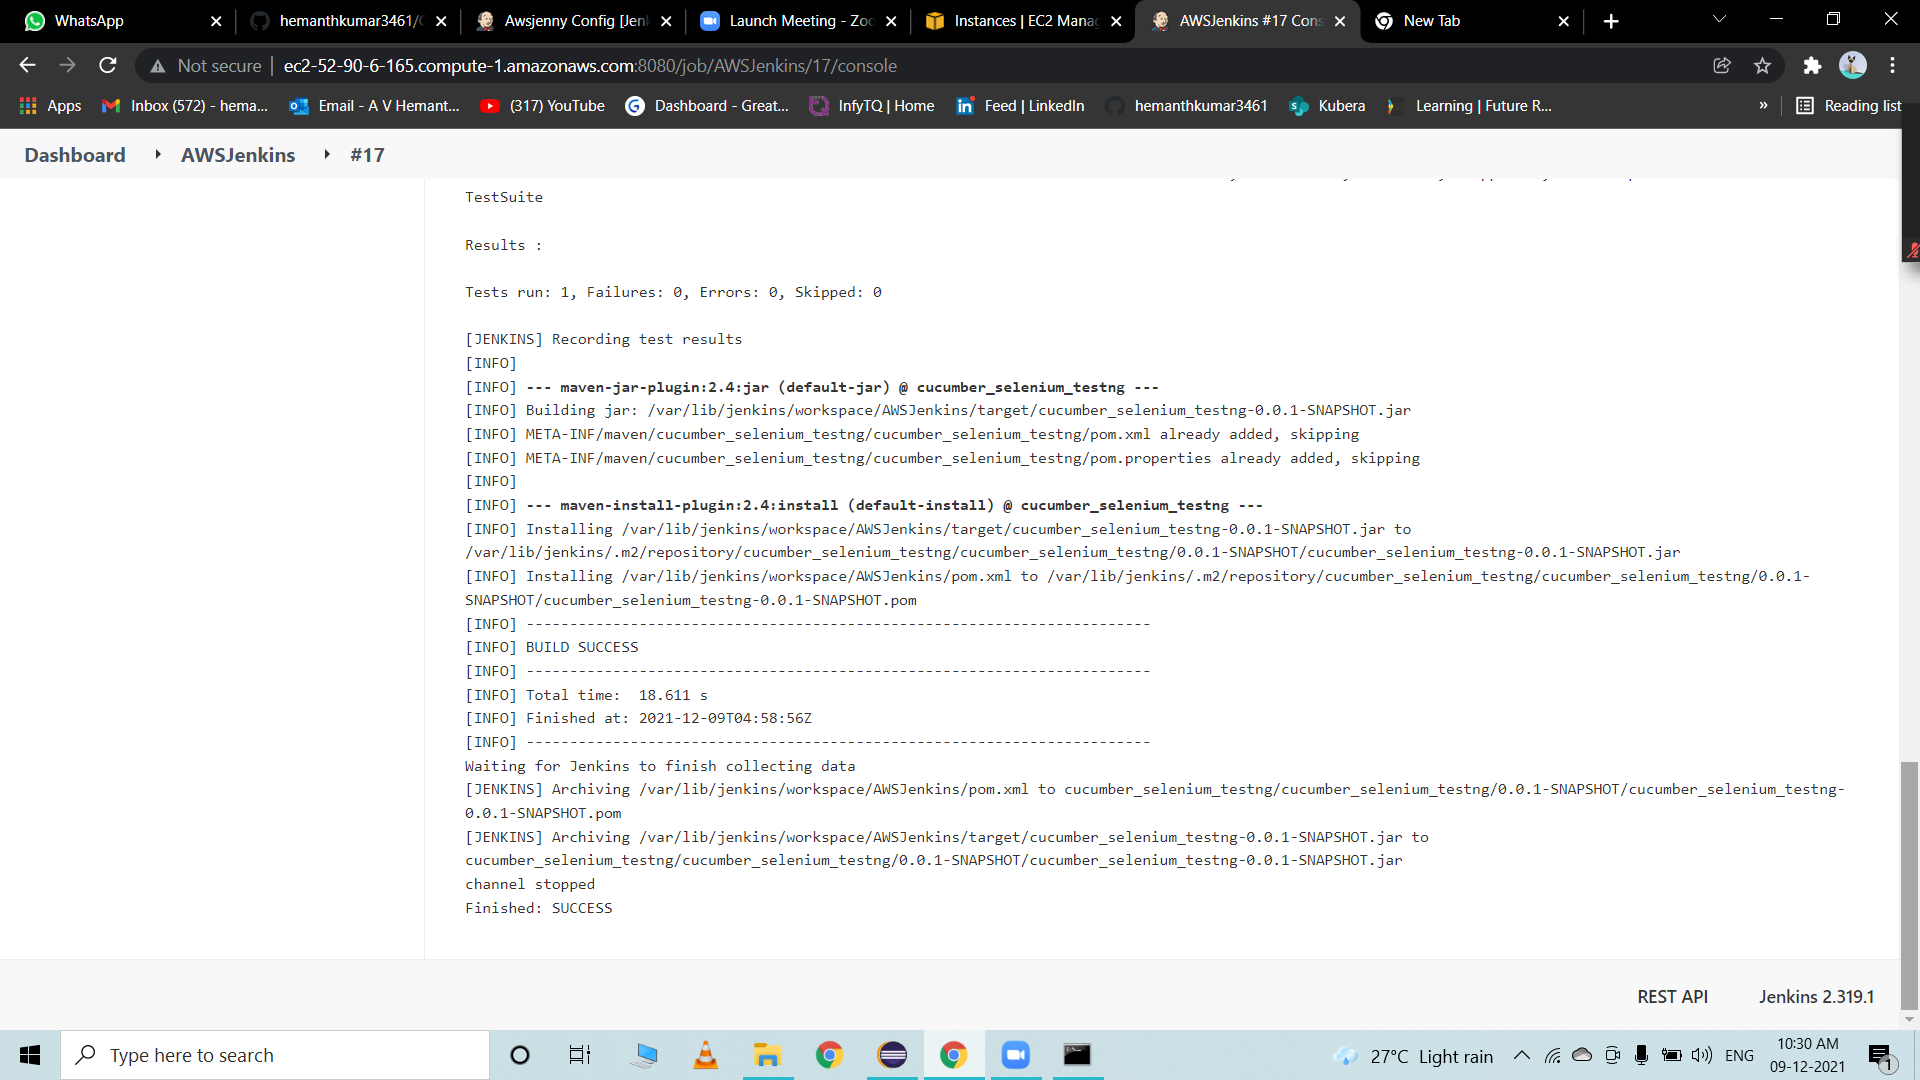 WhatsApp
hemanthkumar3461/
Awsjenny Config [Jenk
Launch Meeting - Zoo
Instances | EC2 Manag
AWSJenkins #17 Cons
New Tab
Not secure
ec2-52-90-6-165.compute-1.amazonaws.com:8080/job/AWSJenkins/17/console
Apps
Inbox (572) - hema...
Email - A V Hemant...
(317) YouTube
Dashboard - Great...
InfyTQ | Home
Feed | LinkedIn
hemanthkumar3461
Kubera
Learning | Future R...
»
Reading list
Dashboard
AWSJenkins
#17
TestSuite
Results :
Tests run: 1, Failures: 0, Errors: 0, Skipped: 0
[JENKINS] Recording test results
[INFO]
[INFO] --- maven-jar-plugin:2.4:jar (default-jar) @ cucumber_selenium_testng ---
[INFO] Building jar: /var/lib/jenkins/workspace/AWSJenkins/target/cucumber_selenium_testng-0.0.1-SNAPSHOT.jar
[INFO] META-INF/maven/cucumber_selenium_testng/cucumber_selenium_testng/pom.xml already added, skipping
[INFO] META-INF/maven/cucumber_selenium_testng/cucumber_selenium_testng/pom.properties already added, skipping
[INFO]
[INFO] --- maven-install-plugin:2.4:install (default-install) @ cucumber_selenium_testng ---
[INFO] Installing /var/lib/jenkins/workspace/AWSJenkins/target/cucumber_selenium_testng-0.0.1-SNAPSHOT.jar to
/var/lib/jenkins/.m2/repository/cucumber_selenium_testng/cucumber_selenium_testng/0.0.1-SNAPSHOT/cucumber_selenium_testng-0.0.1-SNAPSHOT.jar
[INFO] Installing /var/lib/jenkins/workspace/AWSJenkins/pom.xml to /var/lib/jenkins/.m2/repository/cucumber_selenium_testng/cucumber_selenium_testng/0.0.1-
SNAPSHOT/cucumber_selenium_testng-0.0.1-SNAPSHOT.pom
[INFO] ------------------------------------------------------------------------
[INFO] BUILD SUCCESS
[INFO] ------------------------------------------------------------------------
[INFO] Total time:  18.611 s
[INFO] Finished at: 2021-12-09T04:58:56Z
[INFO] ------------------------------------------------------------------------
Waiting for Jenkins to finish collecting data
[JENKINS] Archiving /var/lib/jenkins/workspace/AWSJenkins/pom.xml to cucumber_selenium_testng/cucumber_selenium_testng/0.0.1-SNAPSHOT/cucumber_selenium_testng-
0.0.1-SNAPSHOT.pom
[JENKINS] Archiving /var/lib/jenkins/workspace/AWSJenkins/target/cucumber_selenium_testng-0.0.1-SNAPSHOT.jar to
cucumber_selenium_testng/cucumber_selenium_testng/0.0.1-SNAPSHOT/cucumber_selenium_testng-0.0.1-SNAPSHOT.jar
channel stopped
Finished: SUCCESS
REST API
Jenkins 2.319.1
Type here to search
27°C Light rain
ENG
10:30 AM
09-12-2021
1